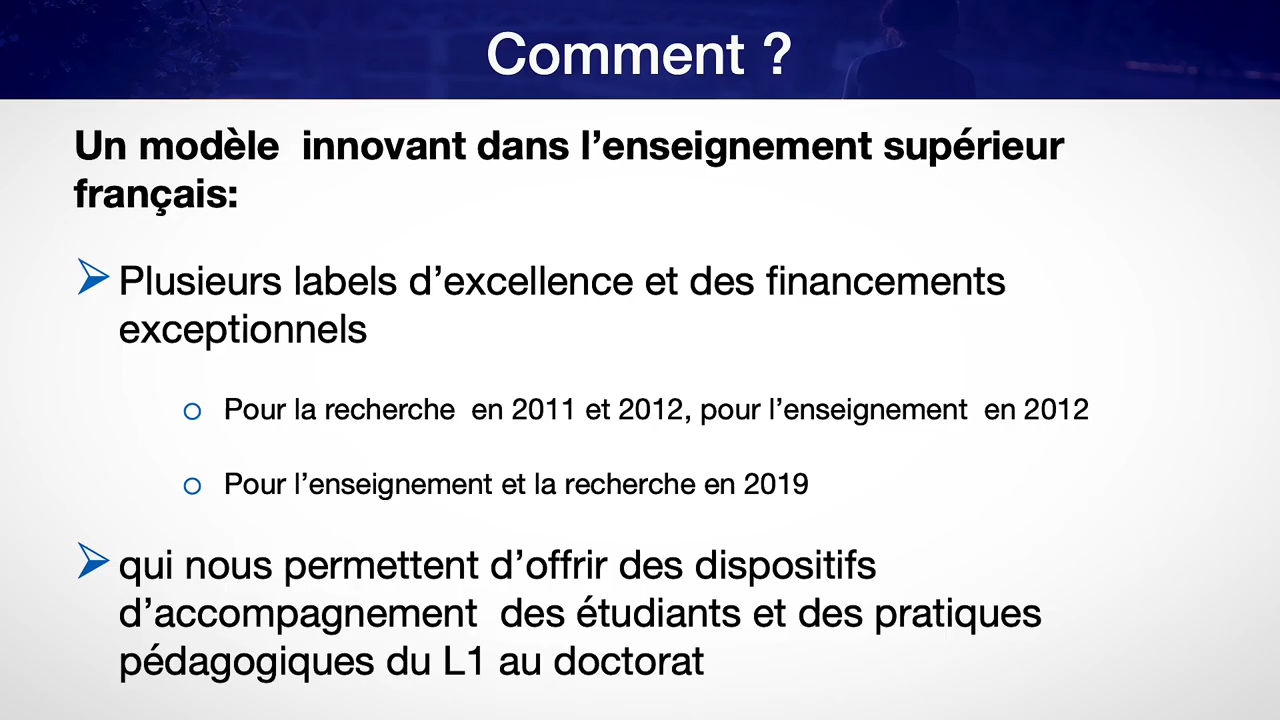 Comment ?
Un modèle  innovant dans l’enseignement supérieur
français:
Plusieurs labels d’excellence et des financements
exceptionnels
Pour la recherche  en 2011 et 2012, pour l’enseignement  en 2012
Pour l’enseignement et la recherche en 2019
qui nous permettent d’offrir des dispositifs
d’accompagnement  des étudiants et des pratiques
pédagogiques du L1 au doctorat